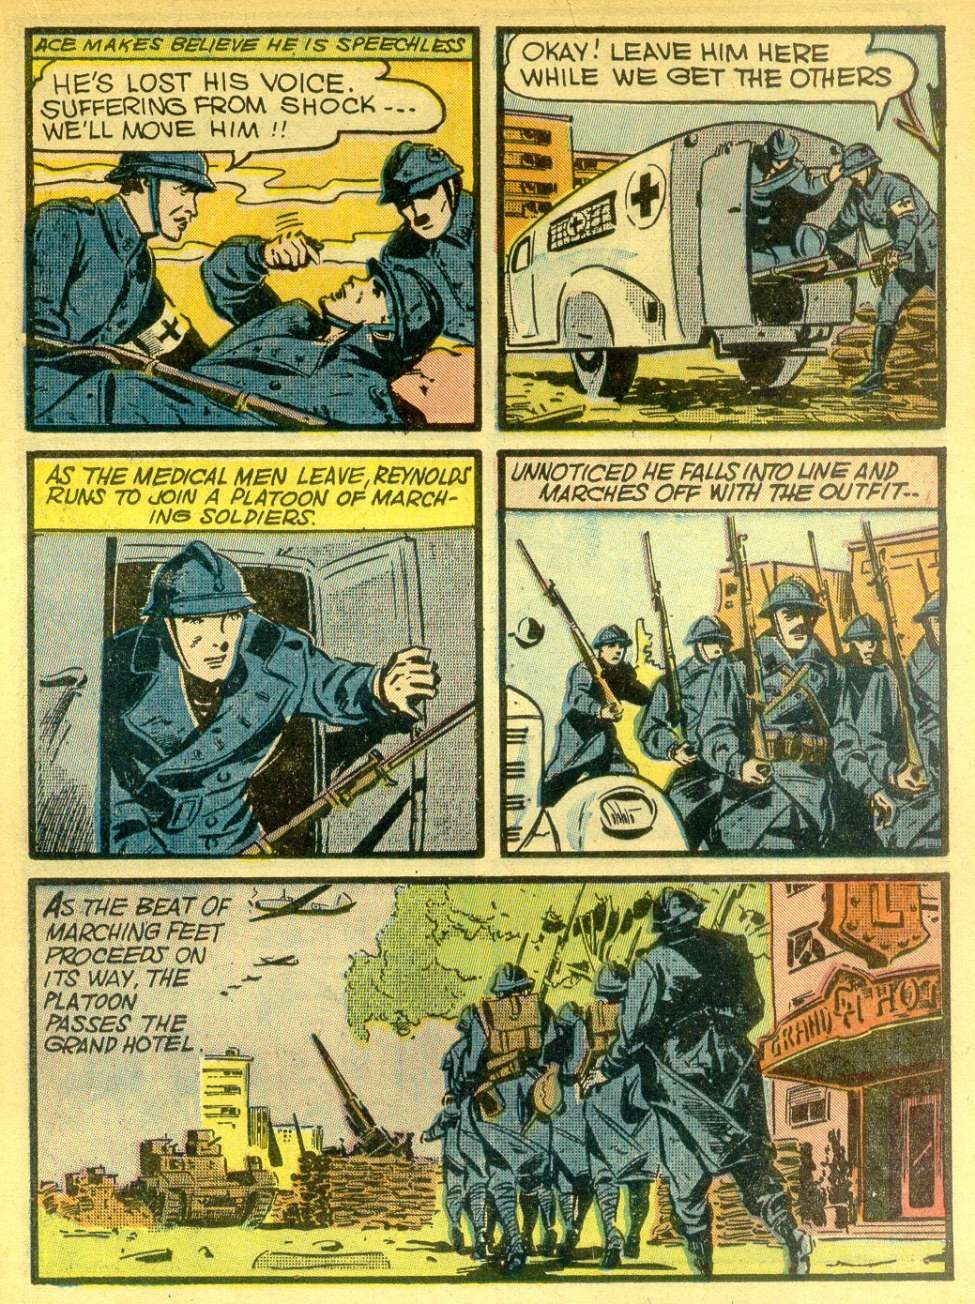 ACE MAKES BELIEVE HE IS SPEECHLESS
HE'S LOST HIS VOICE.
SUFFERING FROM SHOCK---
WE'LL MOVE HIM!!
OKAY! LEAVE HIM HERE
WHILE WE GET THE OTHERS
AS THE MEDICAL MEN LEAVE, REYNOLDS
RUNS TO JOIN A PLATOON OF MARCH-
ING SOLDIERS.
UNNOTICED HE FALLS INTO LINE AND
MARCHES OFF WITH THE OUTFIT--
AS THE BEAT OF
MARCHING FEET
PROCEEDS ON
ITS WAY, THE
PLATOON
PASSES THE
GRAND HOTEL.
L
GRAND HOT